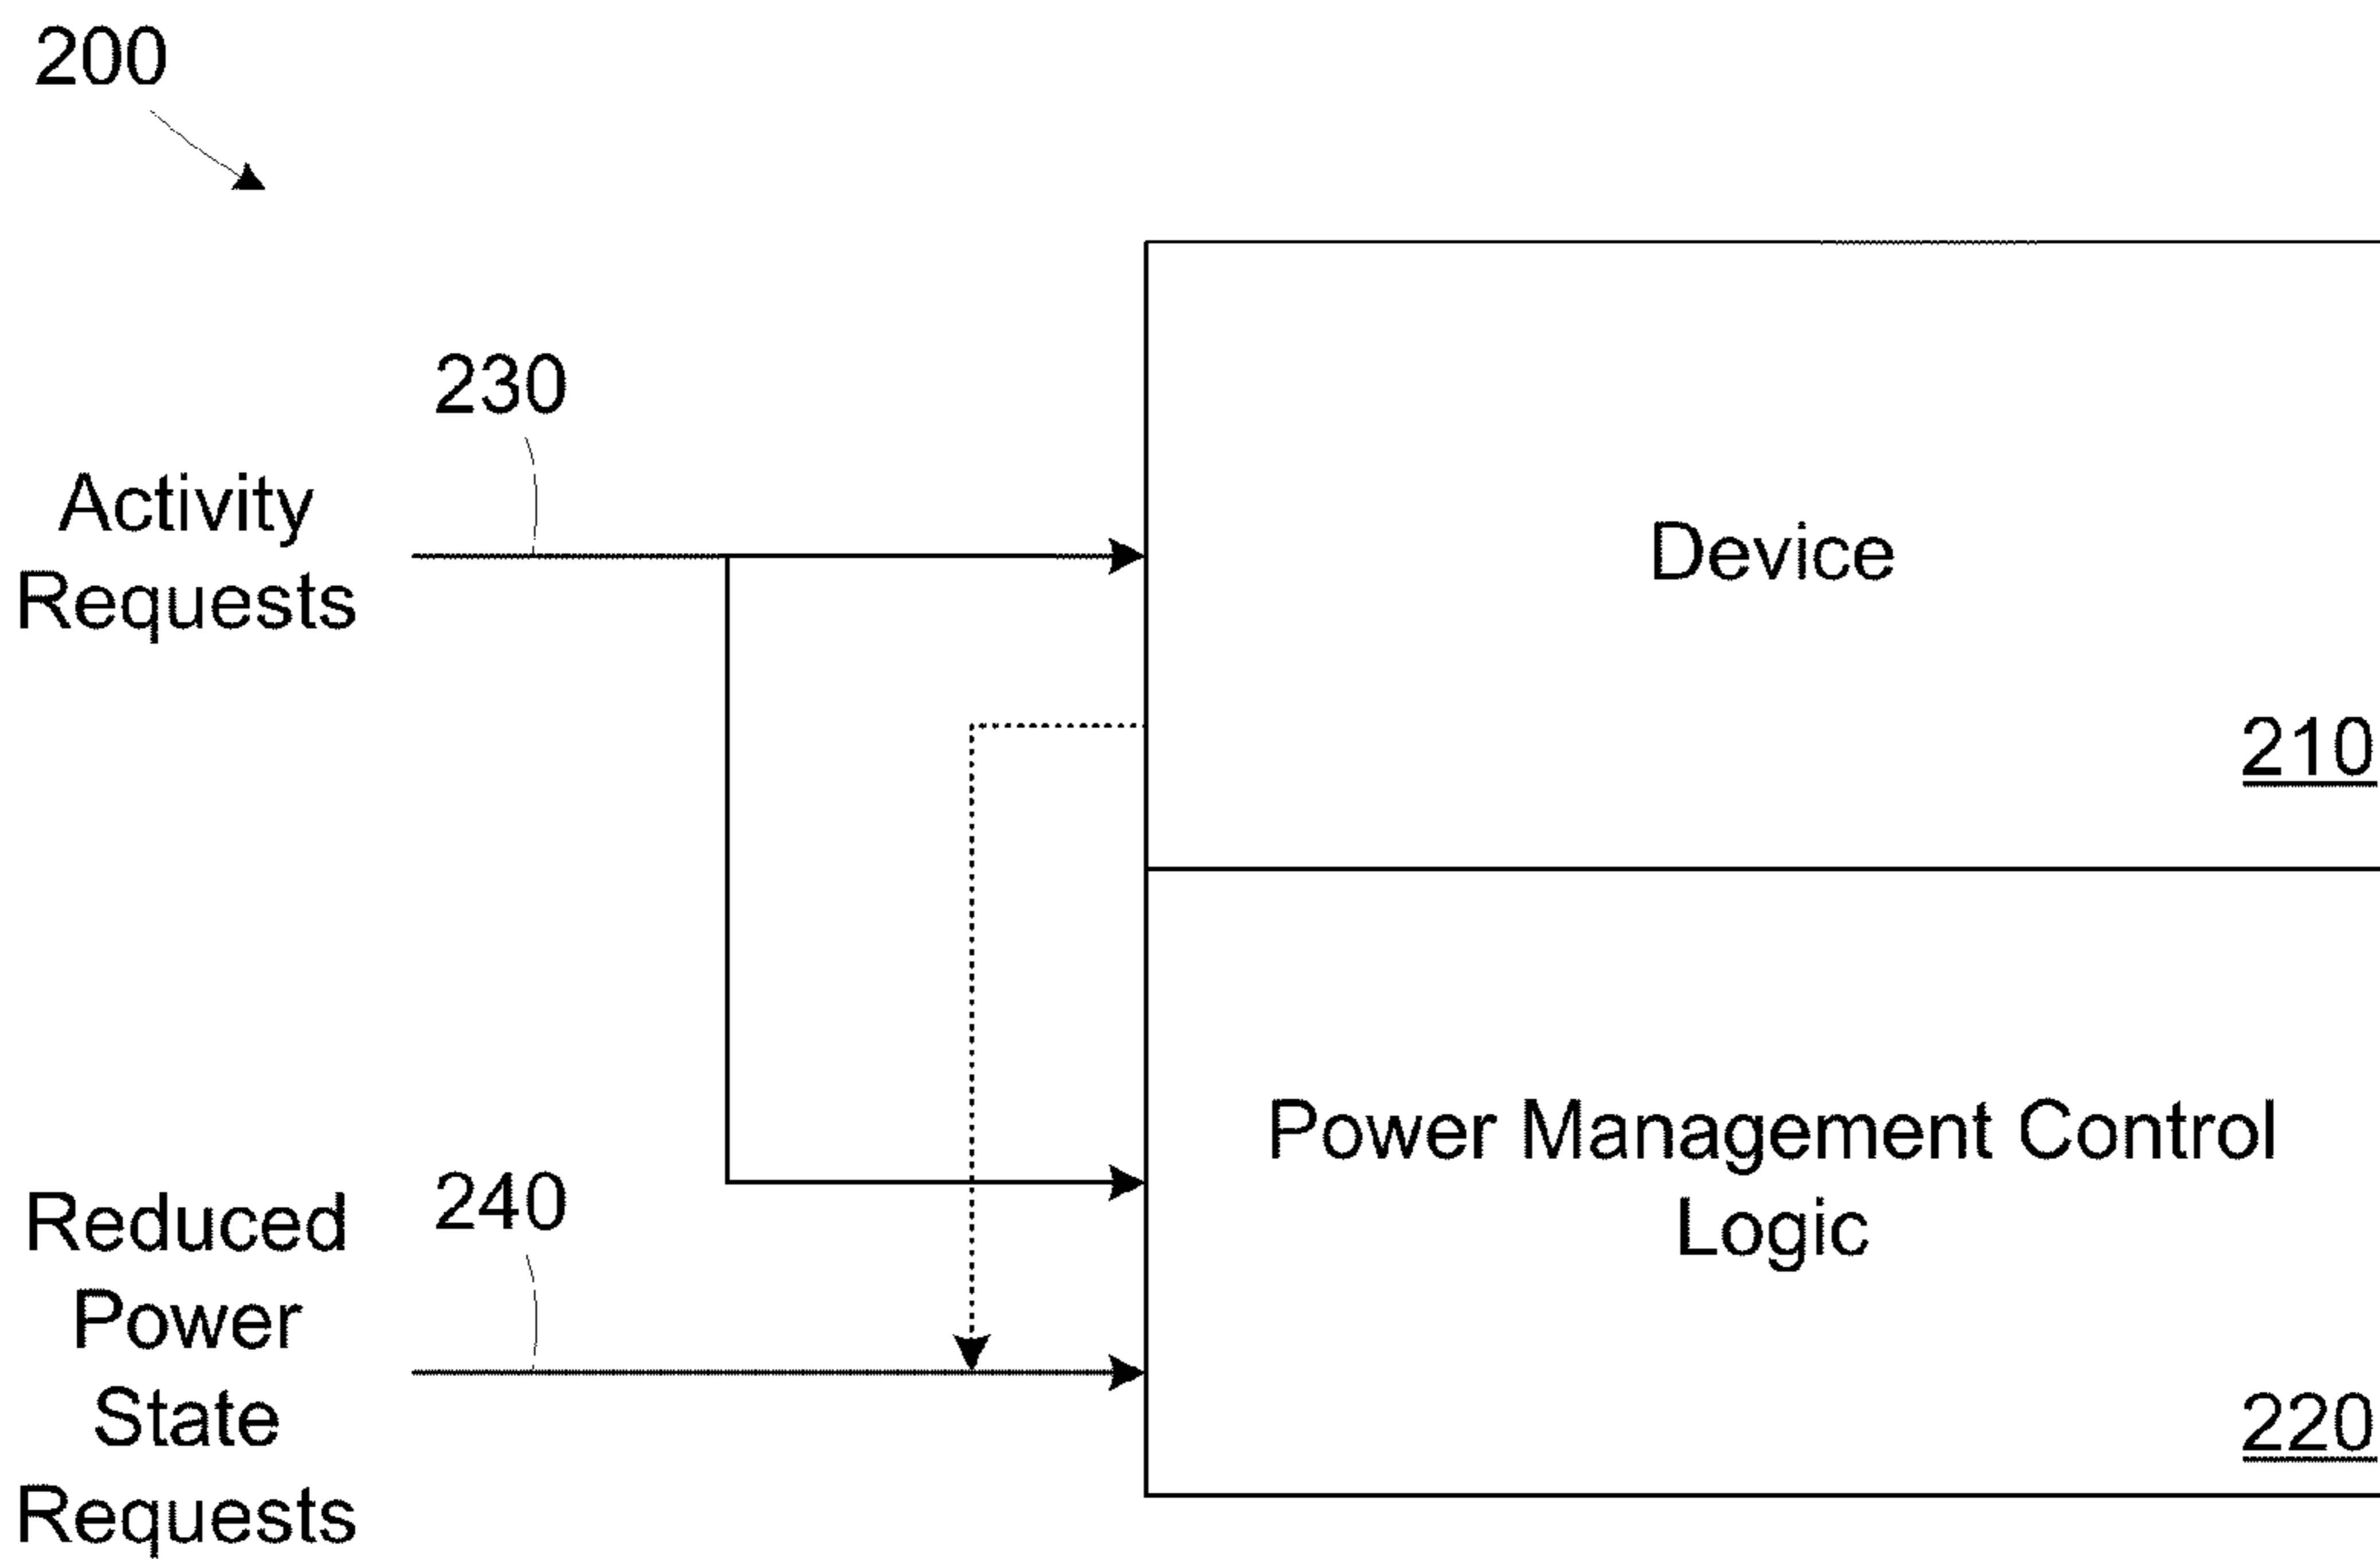 200
230
Activity
Requests
Device
210
240
Reduced
Power
State
Requests
Power Management Control
Logic
220